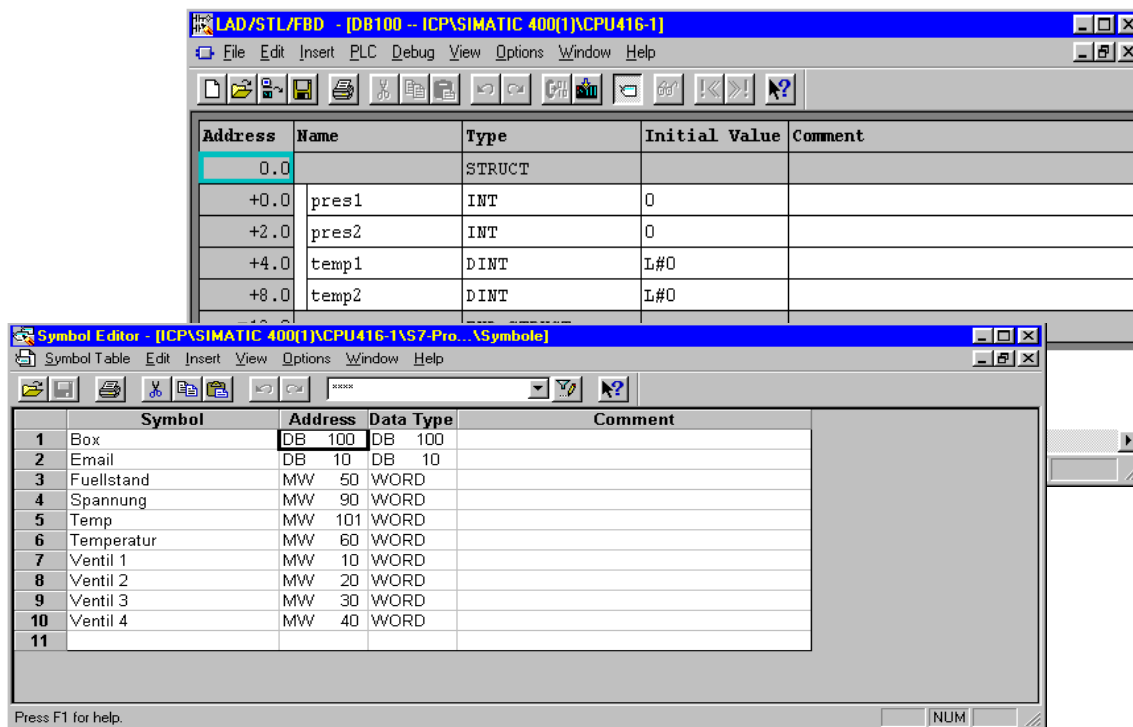 LAD/STL/FBD - [DB100 -- ICP\SIMATIC 400(1)\CPU416-1]
File Edit Insert PLC Debug View Options Window Help
Address Name Type Initial Value Comment
0.0 STRUCT
+0.0 pres1 INT 0
+2.0 pres2 INT 0
+4.0 temp1 DINT L#0
+8.0 temp2 DINT L#0
Symbol Editor - [ICP\SIMATIC 400(1)\CPU416-1\S7-Pro...\Symbole]
Symbol Table Edit Insert View Options Window Help
****
Symbol Address Data Type Comment
1 Box DB 100 DB 100
2 Email DB 10 DB 10
3 Fuellstand MW 50 WORD
4 Spannung MW 90 WORD
5 Temp MW 101 WORD
6 Temperatur MW 60 WORD
7 Ventil 1 MW 10 WORD
8 Ventil 2 MW 20 WORD
9 Ventil 3 MW 30 WORD
10 Ventil 4 MW 40 WORD
11
Press F1 for help. NUM